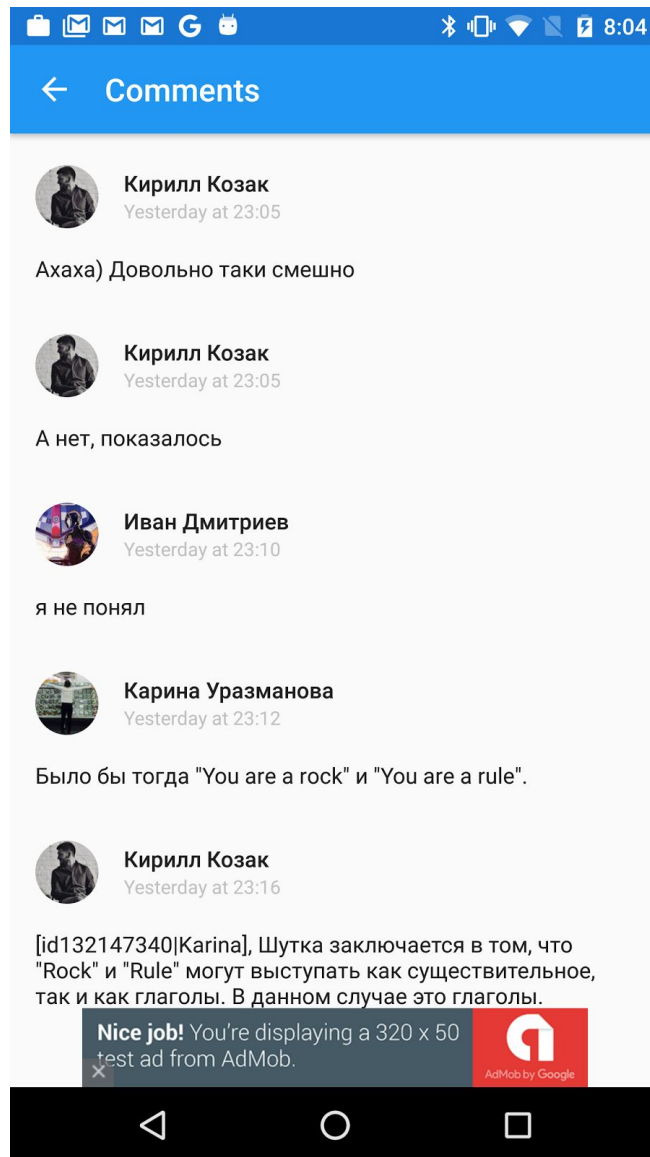 8:04
Comments
Кирилл Козак
Yesterday at 23:05
Ахаха) Довольно таки смешно
Кирилл Козак
Yesterday at 23:05
А нет, показалось
Иван Дмитриев
Yesterday at 23:10
я не понял
Карина Уразманова
Yesterday at 23:12
Было бы тогда "You are a rock" и "You are a rule".
Кирилл Козак
Yesterday at 23:16
[id132147340|Karina], Шутка заключается в том, что
"Rock" и "Rule" могут выступать как существительное,
так и как глаголы. В данном случае это глаголы.
Nice job! You're displaying a 320 x 50
test ad from AdMob.
AdMob by Google